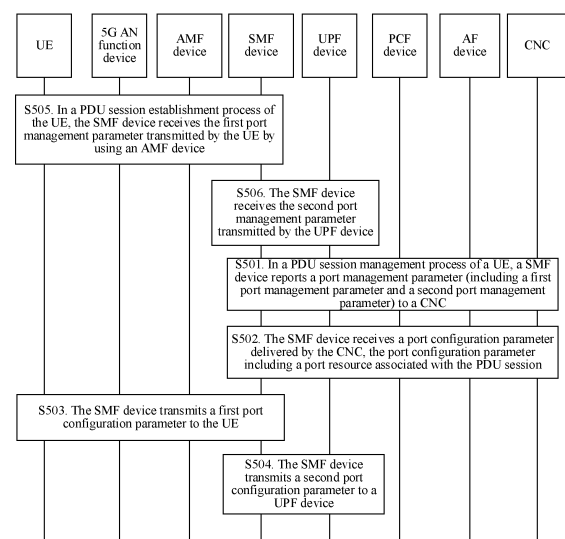 UE
5G AN
function
device
AMF
device
SMF
device
UPF
device
PCF
device
AF
device
CNC
S505. In a PDU session establishment process of
the UE, the SMF device receives the first port
management parameter transmitted by the UE by
using an AMF device
S506. The SMF device
receives the second port
management parameter
transmitted by the UPF device
S501. In a PDU session management process of a UE, a SMF
device reports a port management parameter (including a first
port management parameter and a second port management
parameter) to a CNC
S502. The SMF device receives a port configuration parameter
delivered by the CNC, the port configuration parameter
including a port resource associated with the PDU session
S503. The SMF device transmits a first port
configuration parameter to the UE
S504. The SMF device
transmits a second port
configuration parameter to a
UPF device